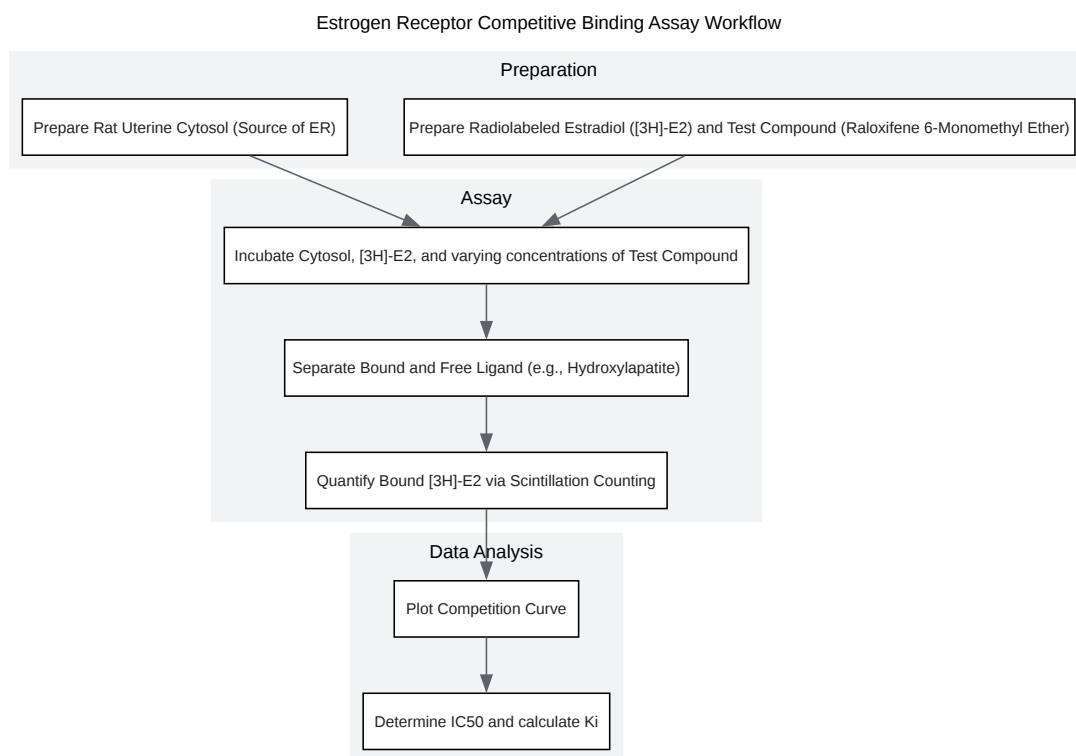 Estrogen Receptor Competitive Binding Assay Workflow
Preparation
Prepare Rat Uterine Cytosol (Source of ER)
Prepare Radiolabeled Estradiol ([3H]-E2) and Test Compound (Raloxifene 6-Monomethyl Ether)
Assay
Incubate Cytosol, [3H]-E2, and varying concentrations of Test Compound
Separate Bound and Free Ligand (e.g., Hydroxylapatite)
Quantify Bound [3H]-E2 via Scintillation Counting
Data Analysis
Plot Competition Curve
Determine IC50 and calculate Ki